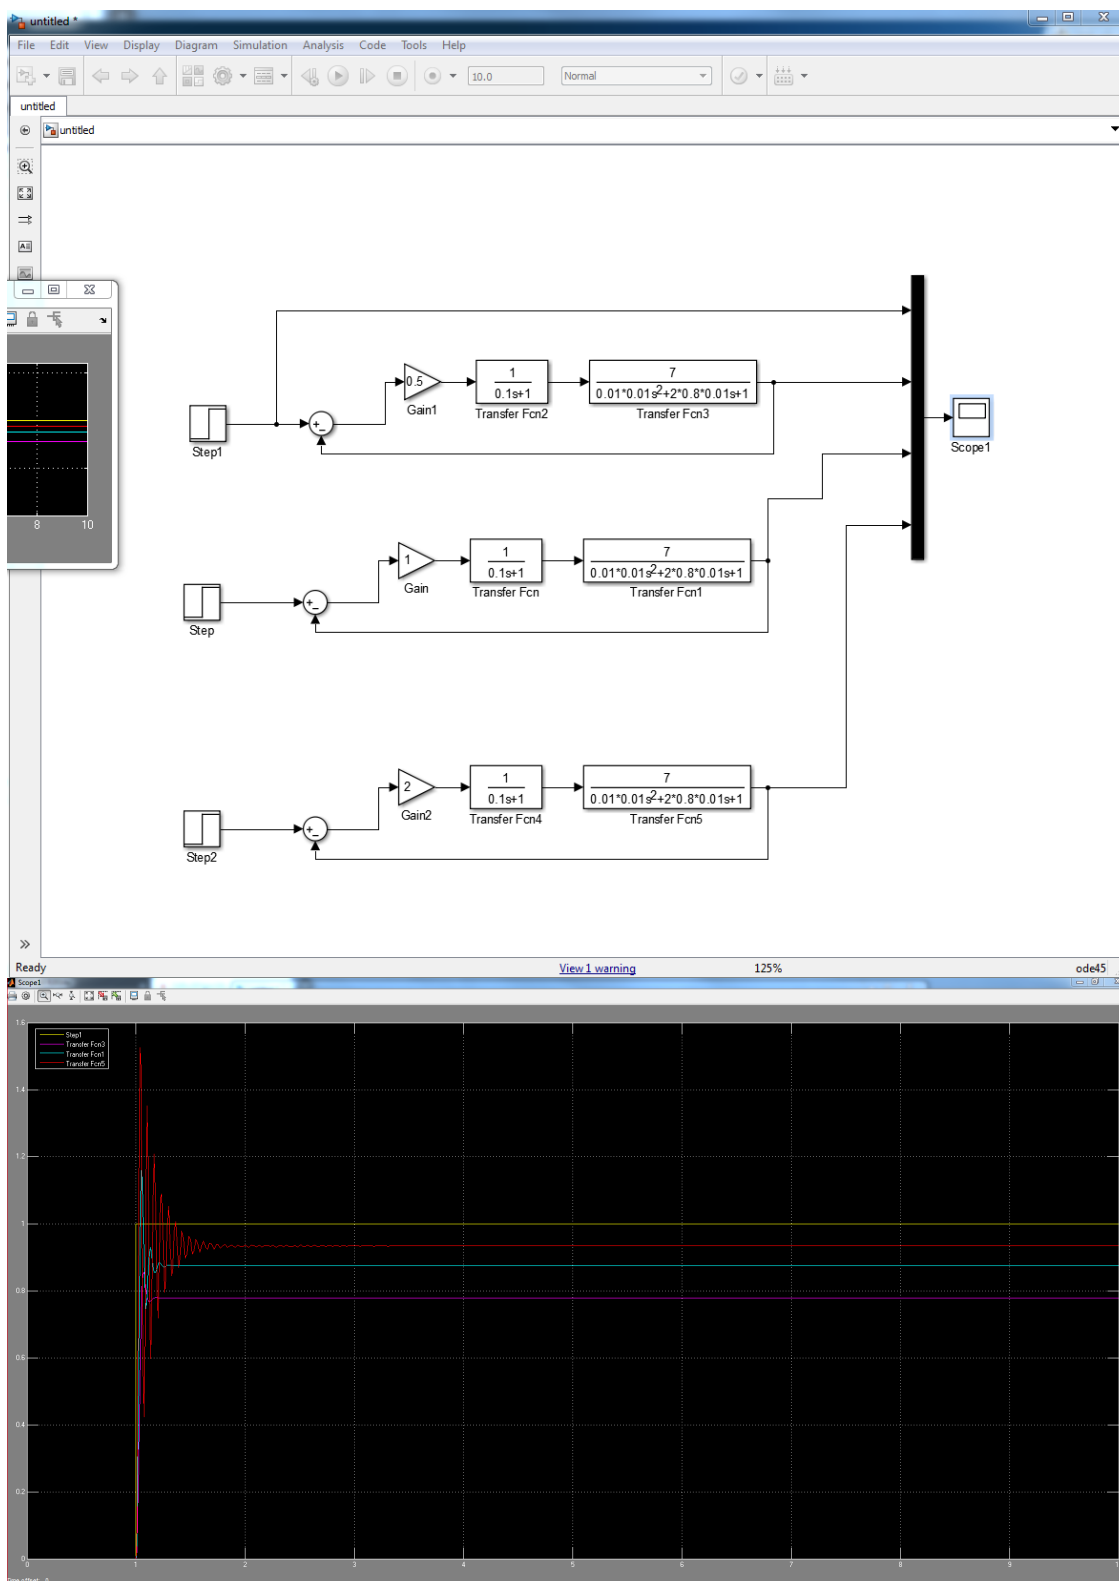 untitled *
File Edit View Display Diagram Simulation Analysis Code Tools Help
10.0 Normal
untitled
untitled
8 10
Step1
+_
0.5
Gain1
1
0.1s+1
Transfer Fcn2
7
0.01*0.01s²+2*0.8*0.01s+1
Transfer Fcn3
Scope1
Step
+_
1
Gain
1
0.1s+1
Transfer Fcn
7
0.01*0.01s²+2*0.8*0.01s+1
Transfer Fcn1
Step2
+_
2
Gain2
1
0.1s+1
Transfer Fcn4
7
0.01*0.01s²+2*0.8*0.01s+1
Transfer Fcn5
Ready View 1 warning 125% ode45
Scope1
Step1
Transfer Fcn3
Transfer Fcn1
Transfer Fcn5
1.6
1.4
1.2
1
0.8
0.6
0.4
0.2
0
0 1 2 3 4 5 6 7 8 9